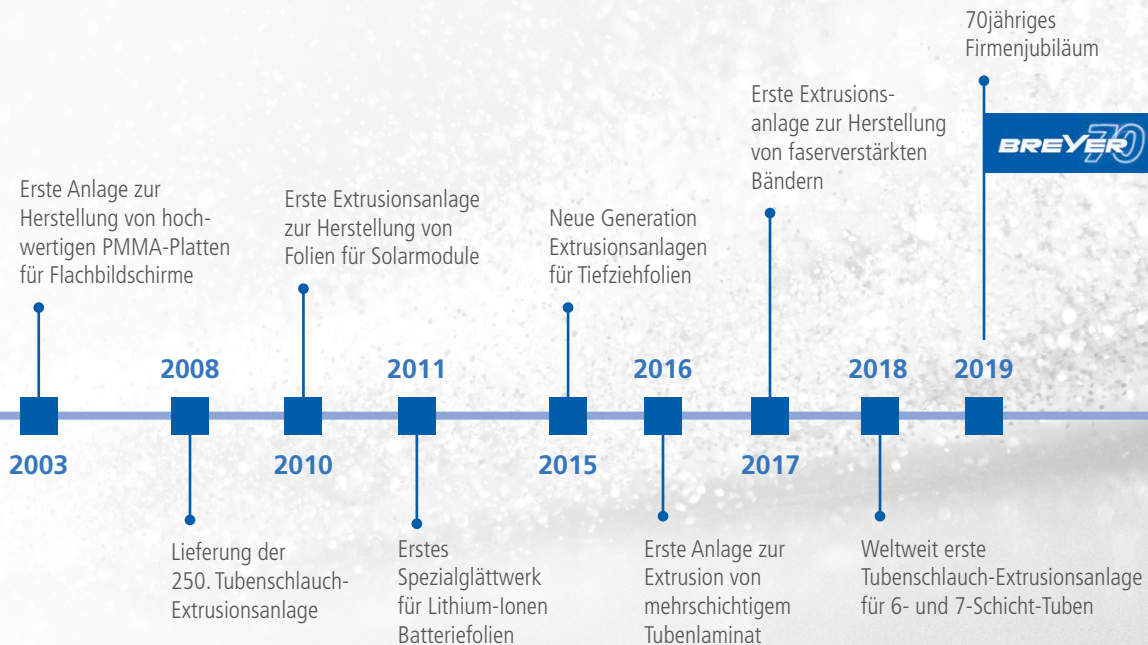 Erste Anlage zur
Herstellung von hoch-
wertigen PMMA-Platten
für Flachbildschirme
2003
2008
Lieferung der
250. Tubenschlauch-
Extrusionsanlage
Erste Extrusionsanlage
zur Herstellung von
Folien für Solarmodule
2010
2011
Erstes
Spezialglättwerk
für Lithium-Ionen
Batteriefolien
Neue Generation
Extrusionsanlagen
für Tiefziehfolien
2015
2016
Erste Anlage zur
Extrusion von
mehrschichtigem
Tubenlaminat
Erste Extrusions-
anlage zur Herstellung
von faserverstärkten
Bändern
2017
2018
Weltweit erste
Tubenschlauch-Extrusionsanlage
für 6- und 7-Schicht-Tuben
70jähriges
Firmenjubiläum
BREYER 70
2019